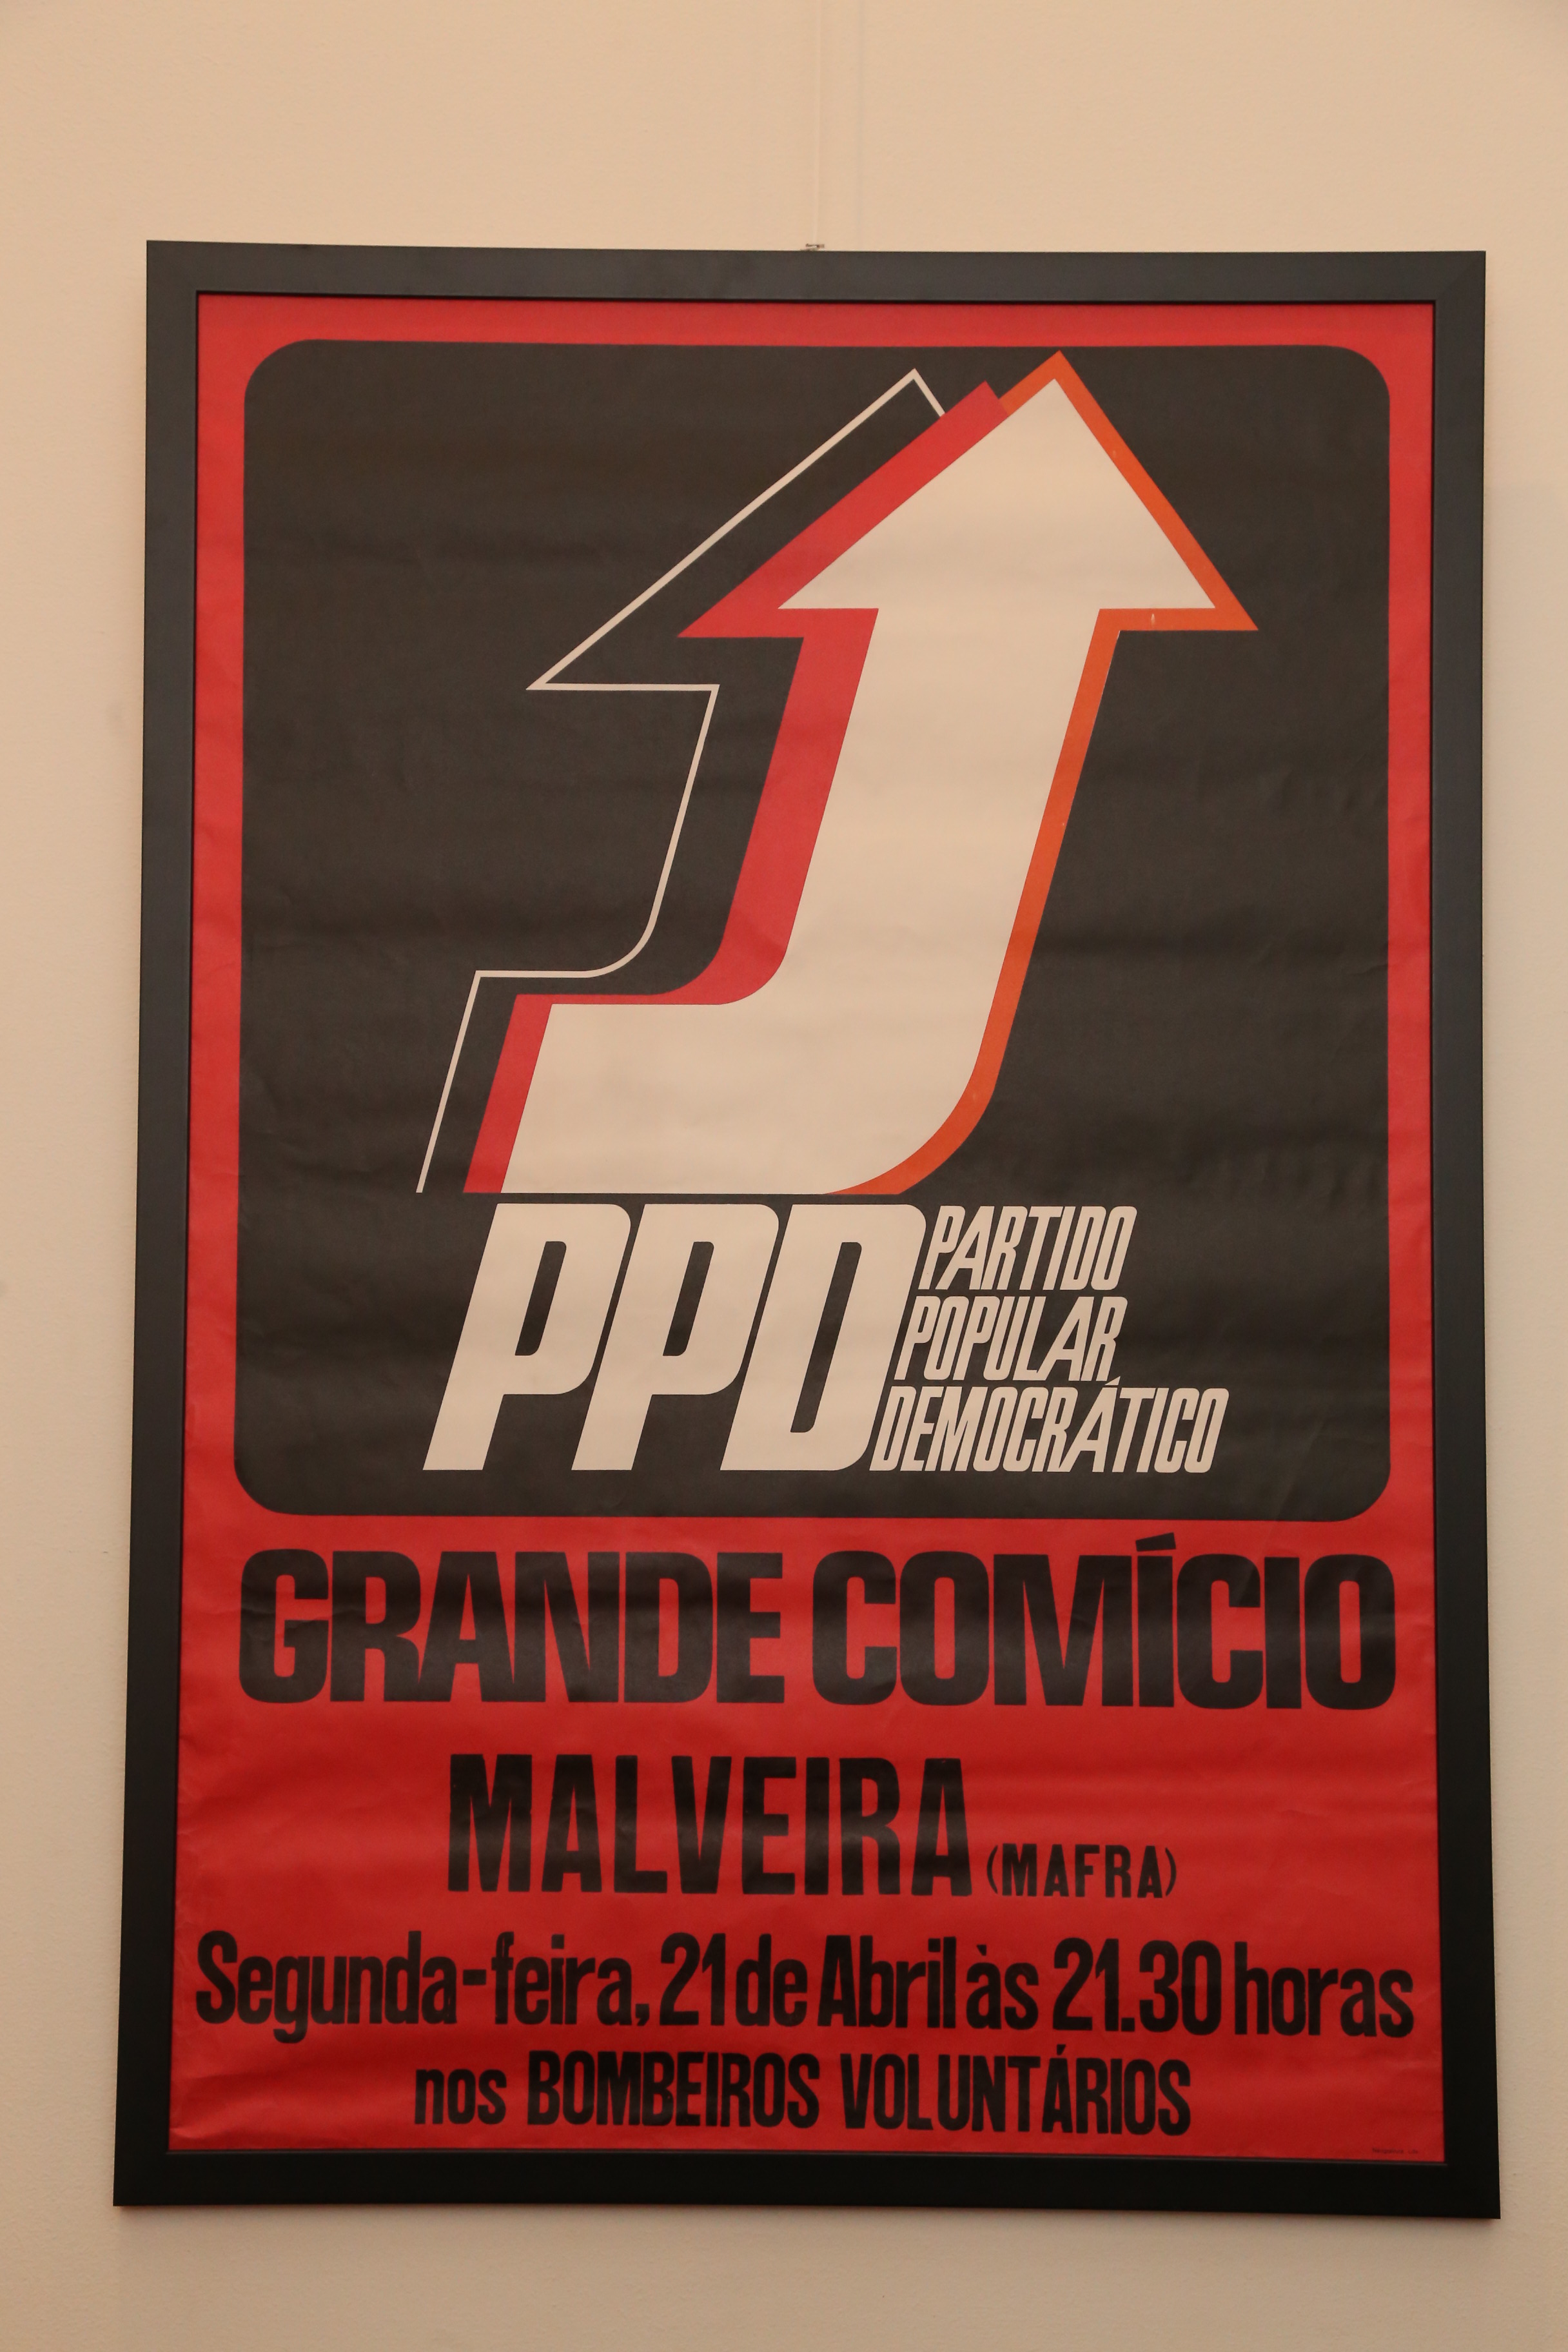 PPD
PARTIDO
POPULAR
DEMOCRÁTICO
GRANDE COMÍCIO
MALVEIRA (MAFRA)
Segunda-feira, 21 de Abril às 21.30 horas
nos BOMBEIROS VOLUNTÁRIOS